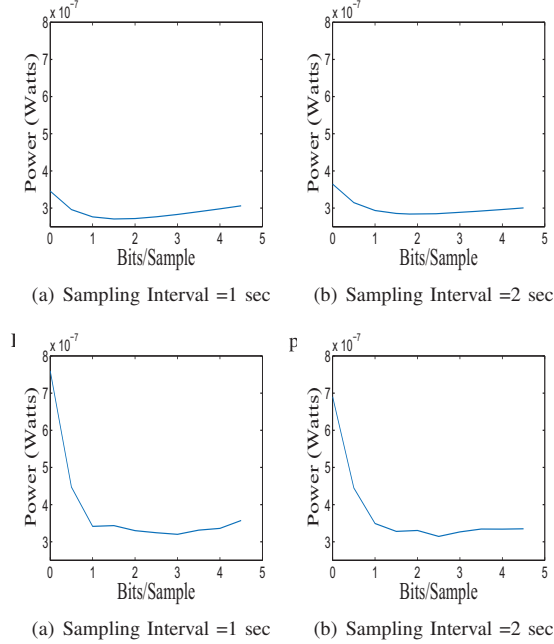 x 10⁻⁷ x 10⁻⁷
8 8
7 7
6 6
5 5
4 4
3 3
Power (Watts) Power (Watts)
0 1 2 3 4 5 0 1 2 3 4 5
Bits/Sample Bits/Sample
(a) Sampling Interval =1 sec (b) Sampling Interval =2 sec
p
x 10⁻⁷ x 10⁻⁷
8 8
7 7
6 6
5 5
4 4
3 3
Power (Watts) Power (Watts)
0 1 2 3 4 5 0 1 2 3 4 5
Bits/Sample Bits/Sample
(a) Sampling Interval =1 sec (b) Sampling Interval =2 sec